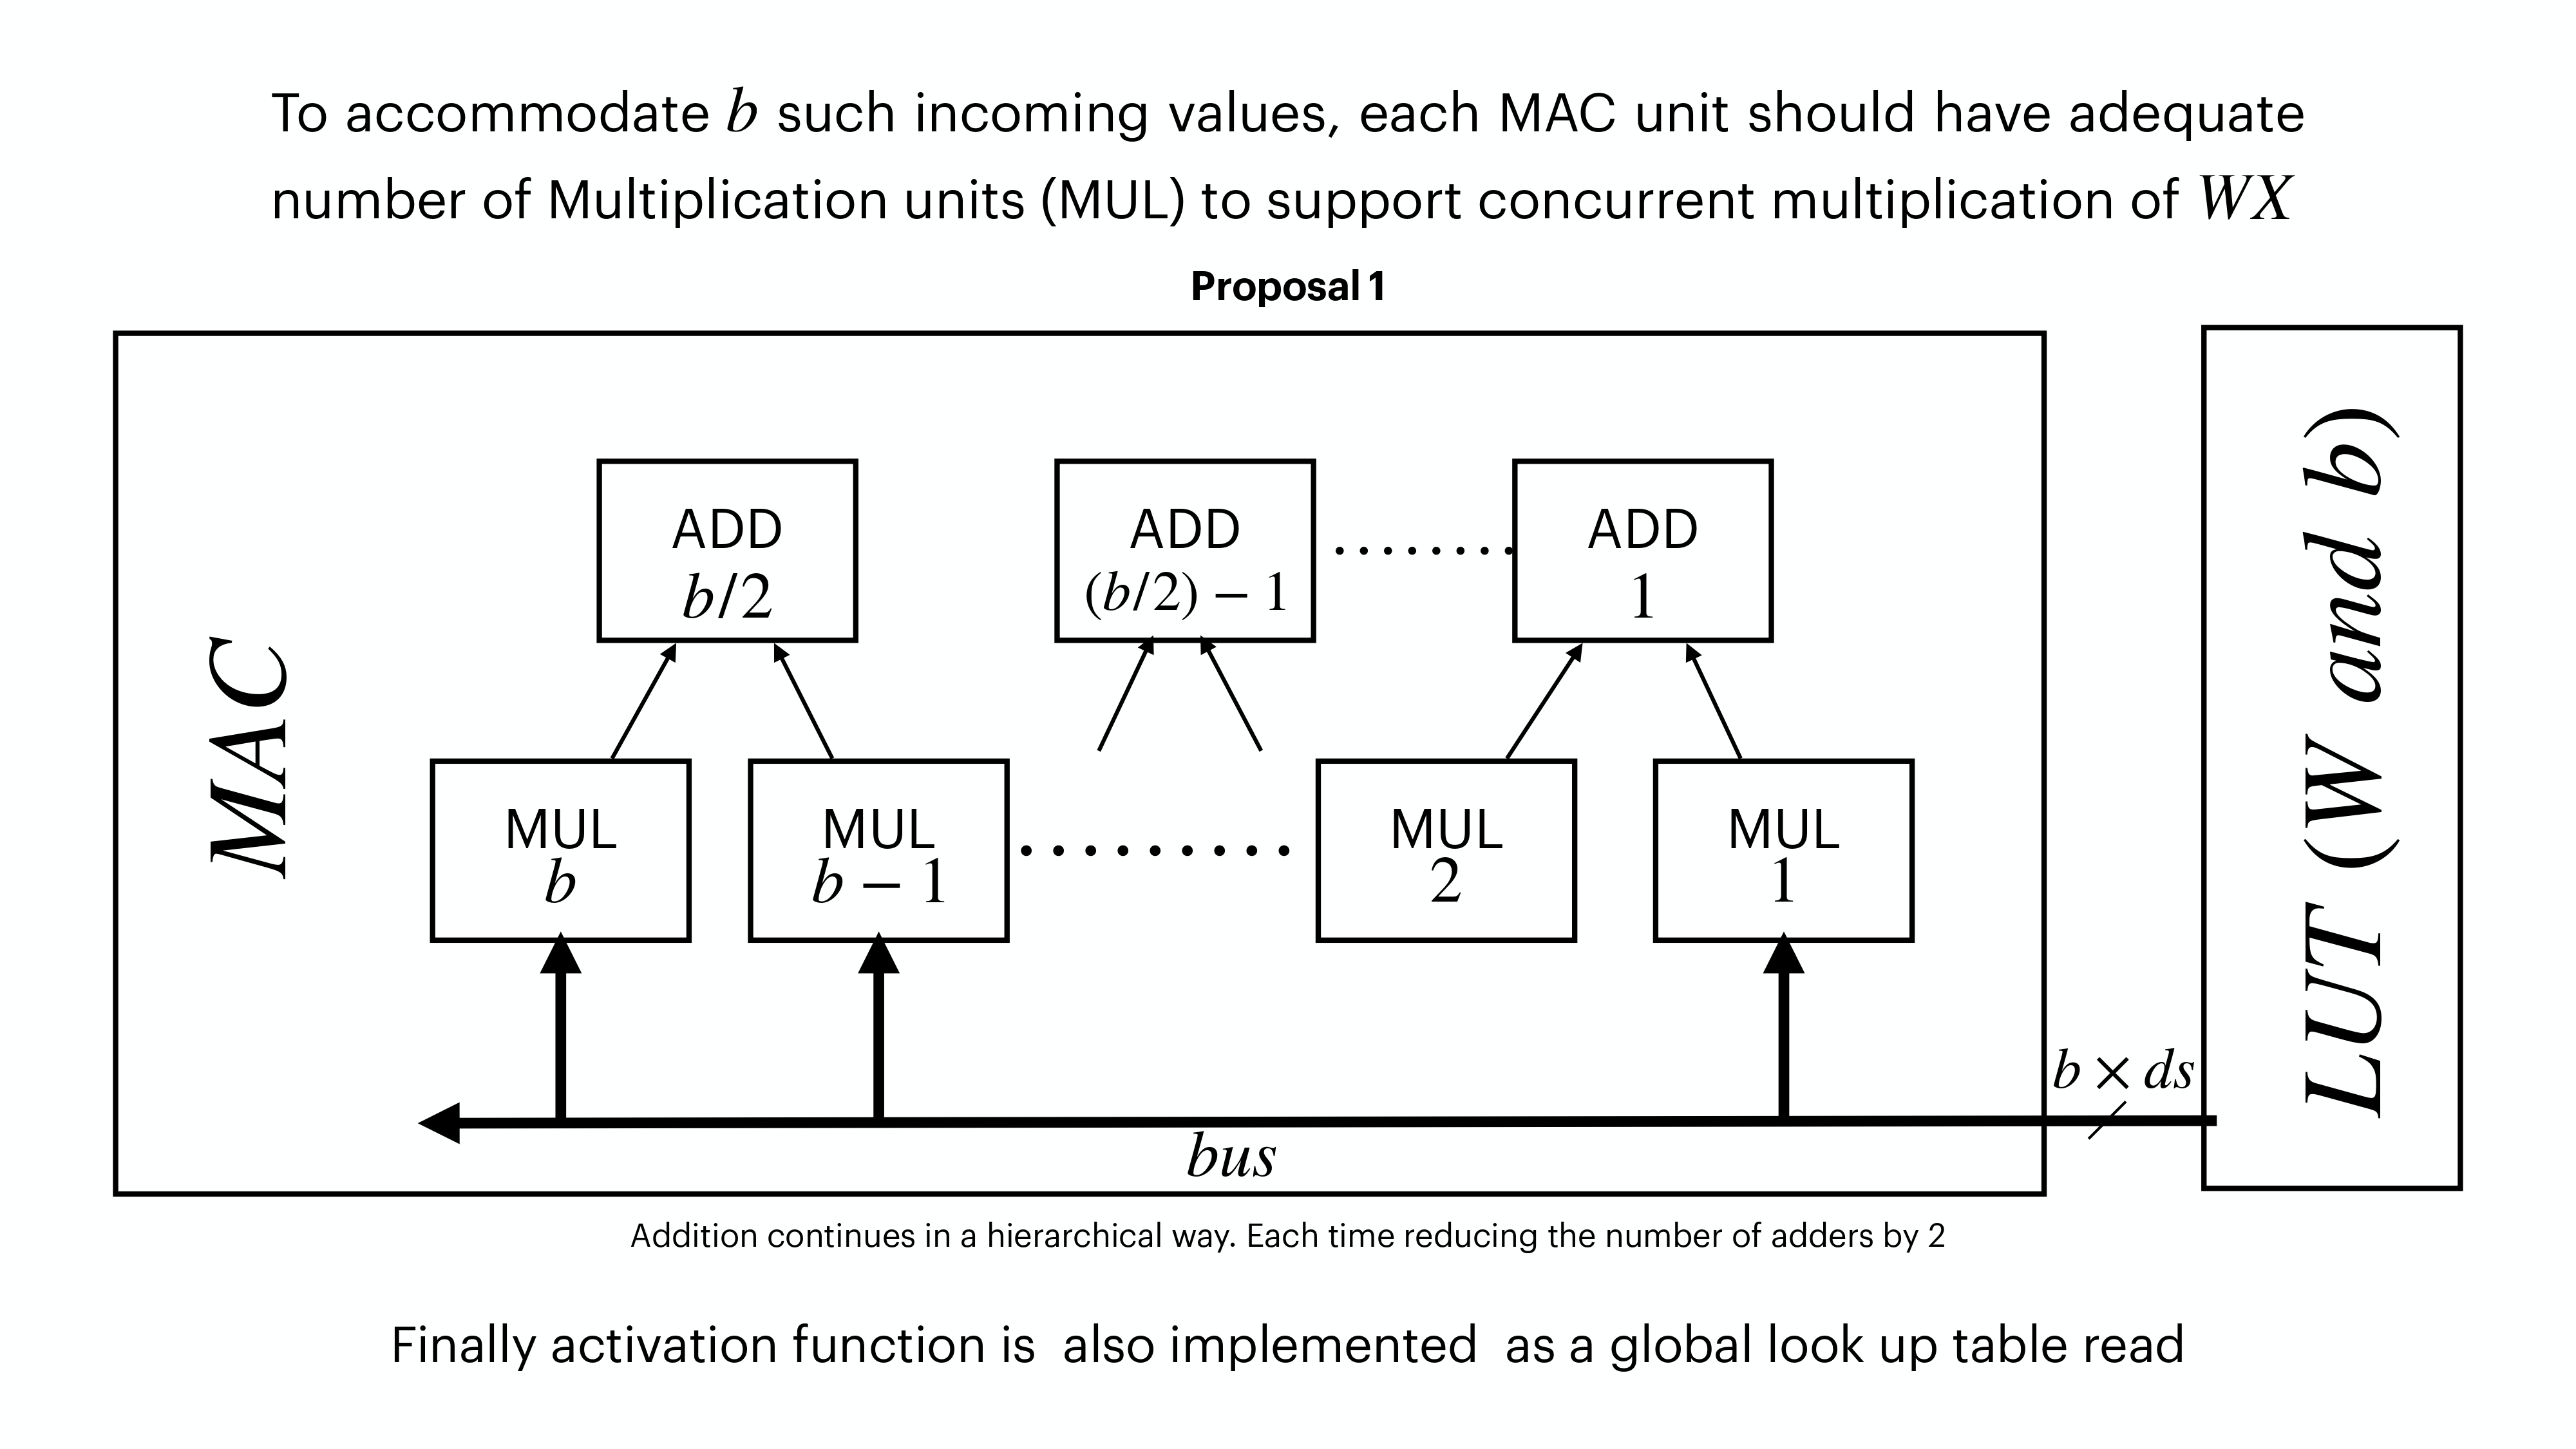 To accommodate b such incoming values, each MAC unit should have adequate
number of Multiplication units (MUL) to support concurrent multiplication of WX
Proposal 1
MAC
ADD
b/2
ADD
(b/2) − 1
ADD
1
MUL
b
MUL
b − 1
MUL
2
MUL
1
b × ds
bus
LUT (W and b)
Addition continues in a hierarchical way. Each time reducing the number of adders by 2
Finally activation function is also implemented as a global look up table read